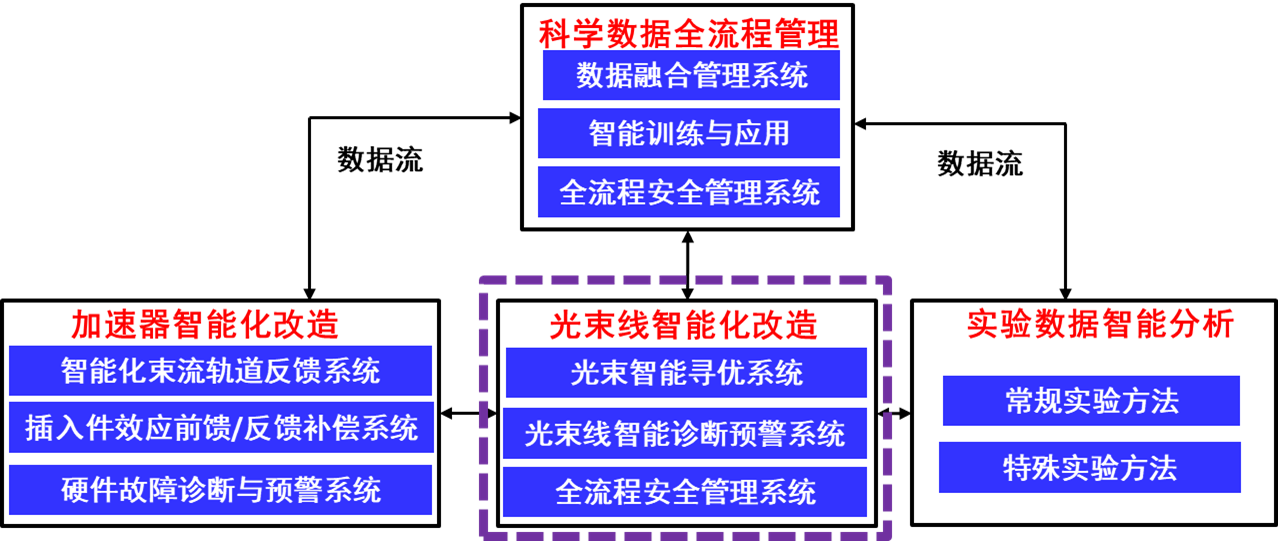 科学数据全流程管理
数据融合管理系统
智能训练与应用
全流程安全管理系统
数据流
数据流
加速器智能化改造
智能化束流轨道反馈系统
插入件效应前馈/反馈补偿系统
硬件故障诊断与预警系统
光束线智能化改造
光束智能寻优系统
光束线智能诊断预警系统
全流程安全管理系统
实验数据智能分析
常规实验方法
特殊实验方法